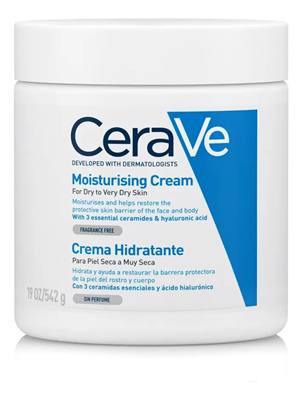 CeraVe
DEVELOPED WITH DERMATOLOGISTS
Moisturising Cream
For Dry to Very Dry Skin
Moisturises and helps restore the
protective skin barrier of the face and body
With 3 essential ceramides & hyaluronic acid
FRAGRANCE FREE
Crema Hidratante
Para Piel Seca a Muy Seca
Hidrata y ayuda a restaurar la barrera protectora
de la piel del rostro y cuerpo
Con 3 ceramidas esenciales y ácido hialurónico
SIN PERFUME
19 OZ/542 g